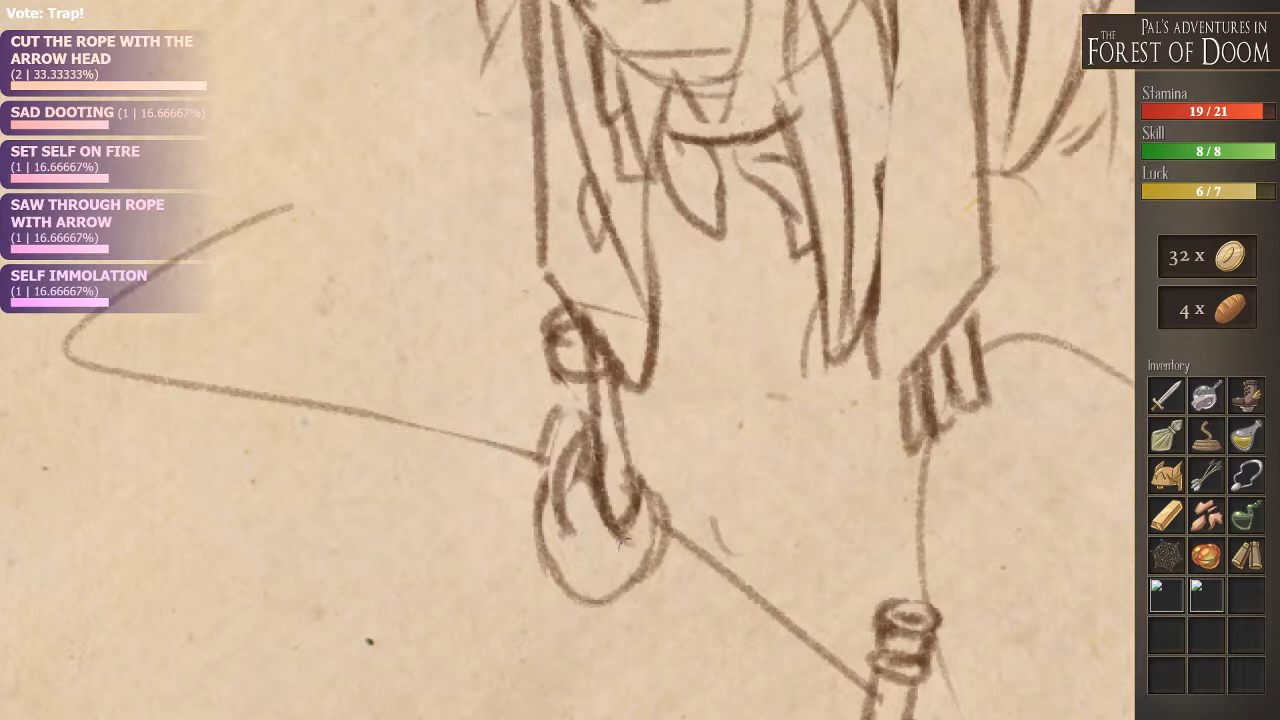 Vote: Trap!
CUT THE ROPE WITH THE
ARROW HEAD
(2 | 33.33333%)
SAD DOOTING (1 | 16.66667%)
SET SELF ON FIRE
(1 | 16.66667%)
SAW THROUGH ROPE
WITH ARROW
(1 | 16.66667%)
SELF IMMOLATION
(1 | 16.66667%)
PAL'S ADVENTURES IN
THE
FOREST OF DOOM
Stamina
19 / 21
Skill
8 / 8
Luck
6 / 7
32 x
4 x
Inventory